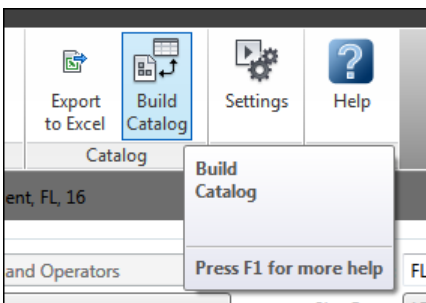 Export
to Excel
Build
Catalog
Settings
Help
Catalog
ent, FL, 16
Build
Catalog
Press F1 for more help
and Operators
FL